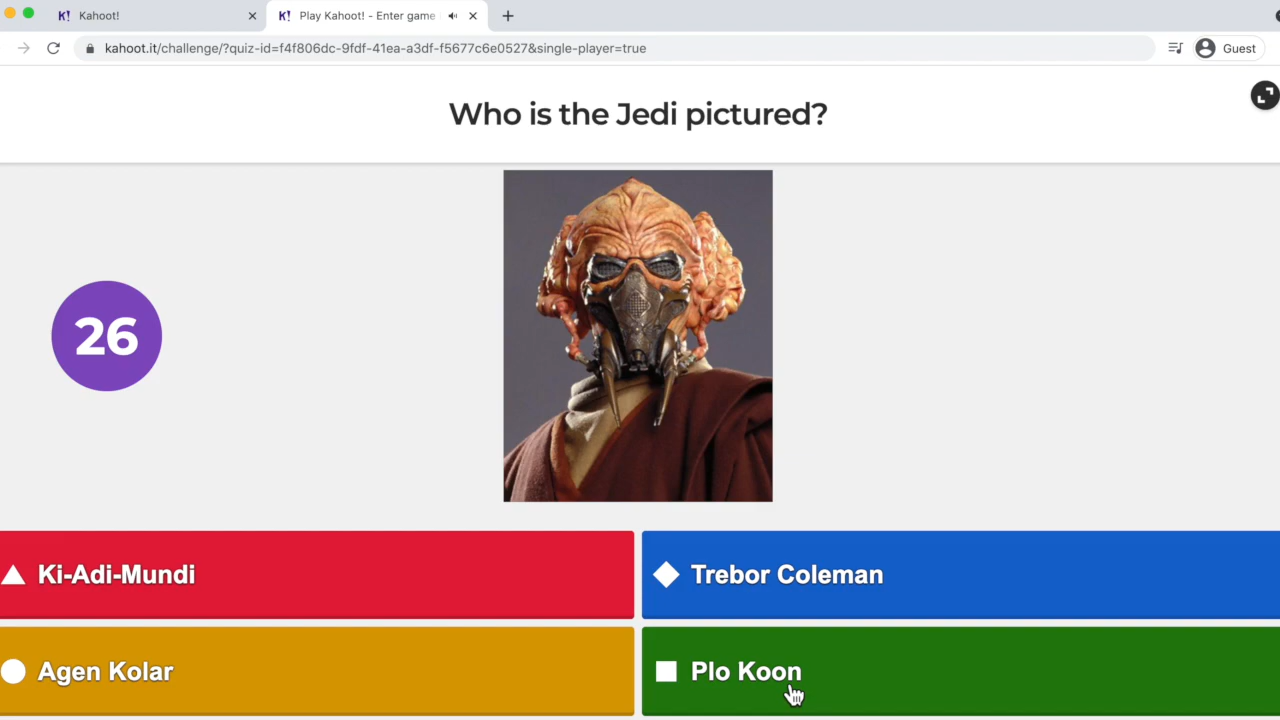 K! Kahoot!
K! Play Kahoot! - Enter game
kahoot.it/challenge/?quiz-id=f4f806dc-9fdf-41ea-a3df-f5677c6e0527&single-player=true
Guest
Who is the Jedi pictured?
26
Ki-Adi-Mundi
Trebor Coleman
Agen Kolar
Plo Koon